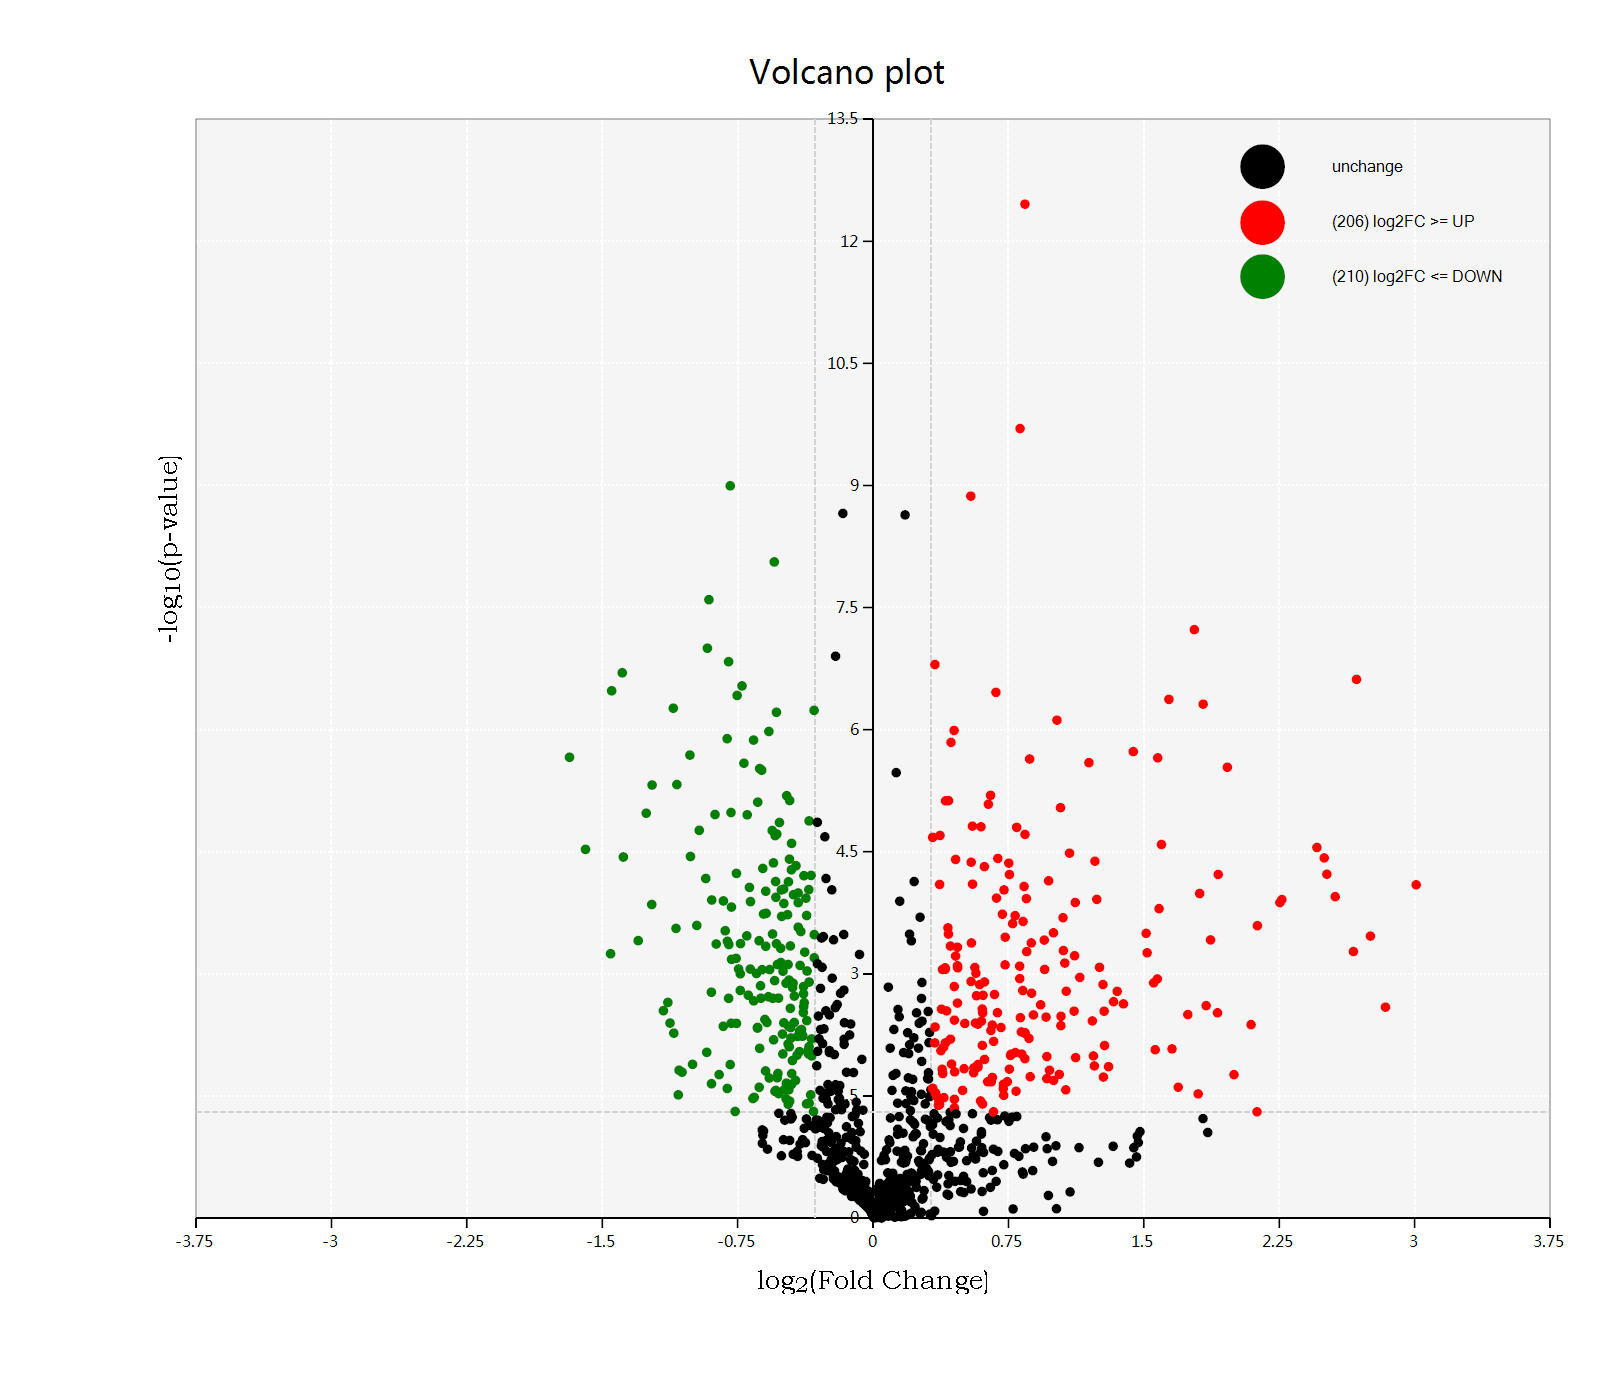 Volcano plot
13.5
unchange
(206) log2FC >= UP
12
(210) log2FC <= DOWN
10.5
9
-log10(p-value)
7.5
6
4.5
3
1.5
0
-3.75 -3 -2.25 -1.5 -0.75 0 0.75 1.5 2.25 3 3.75
log2(Fold Change)